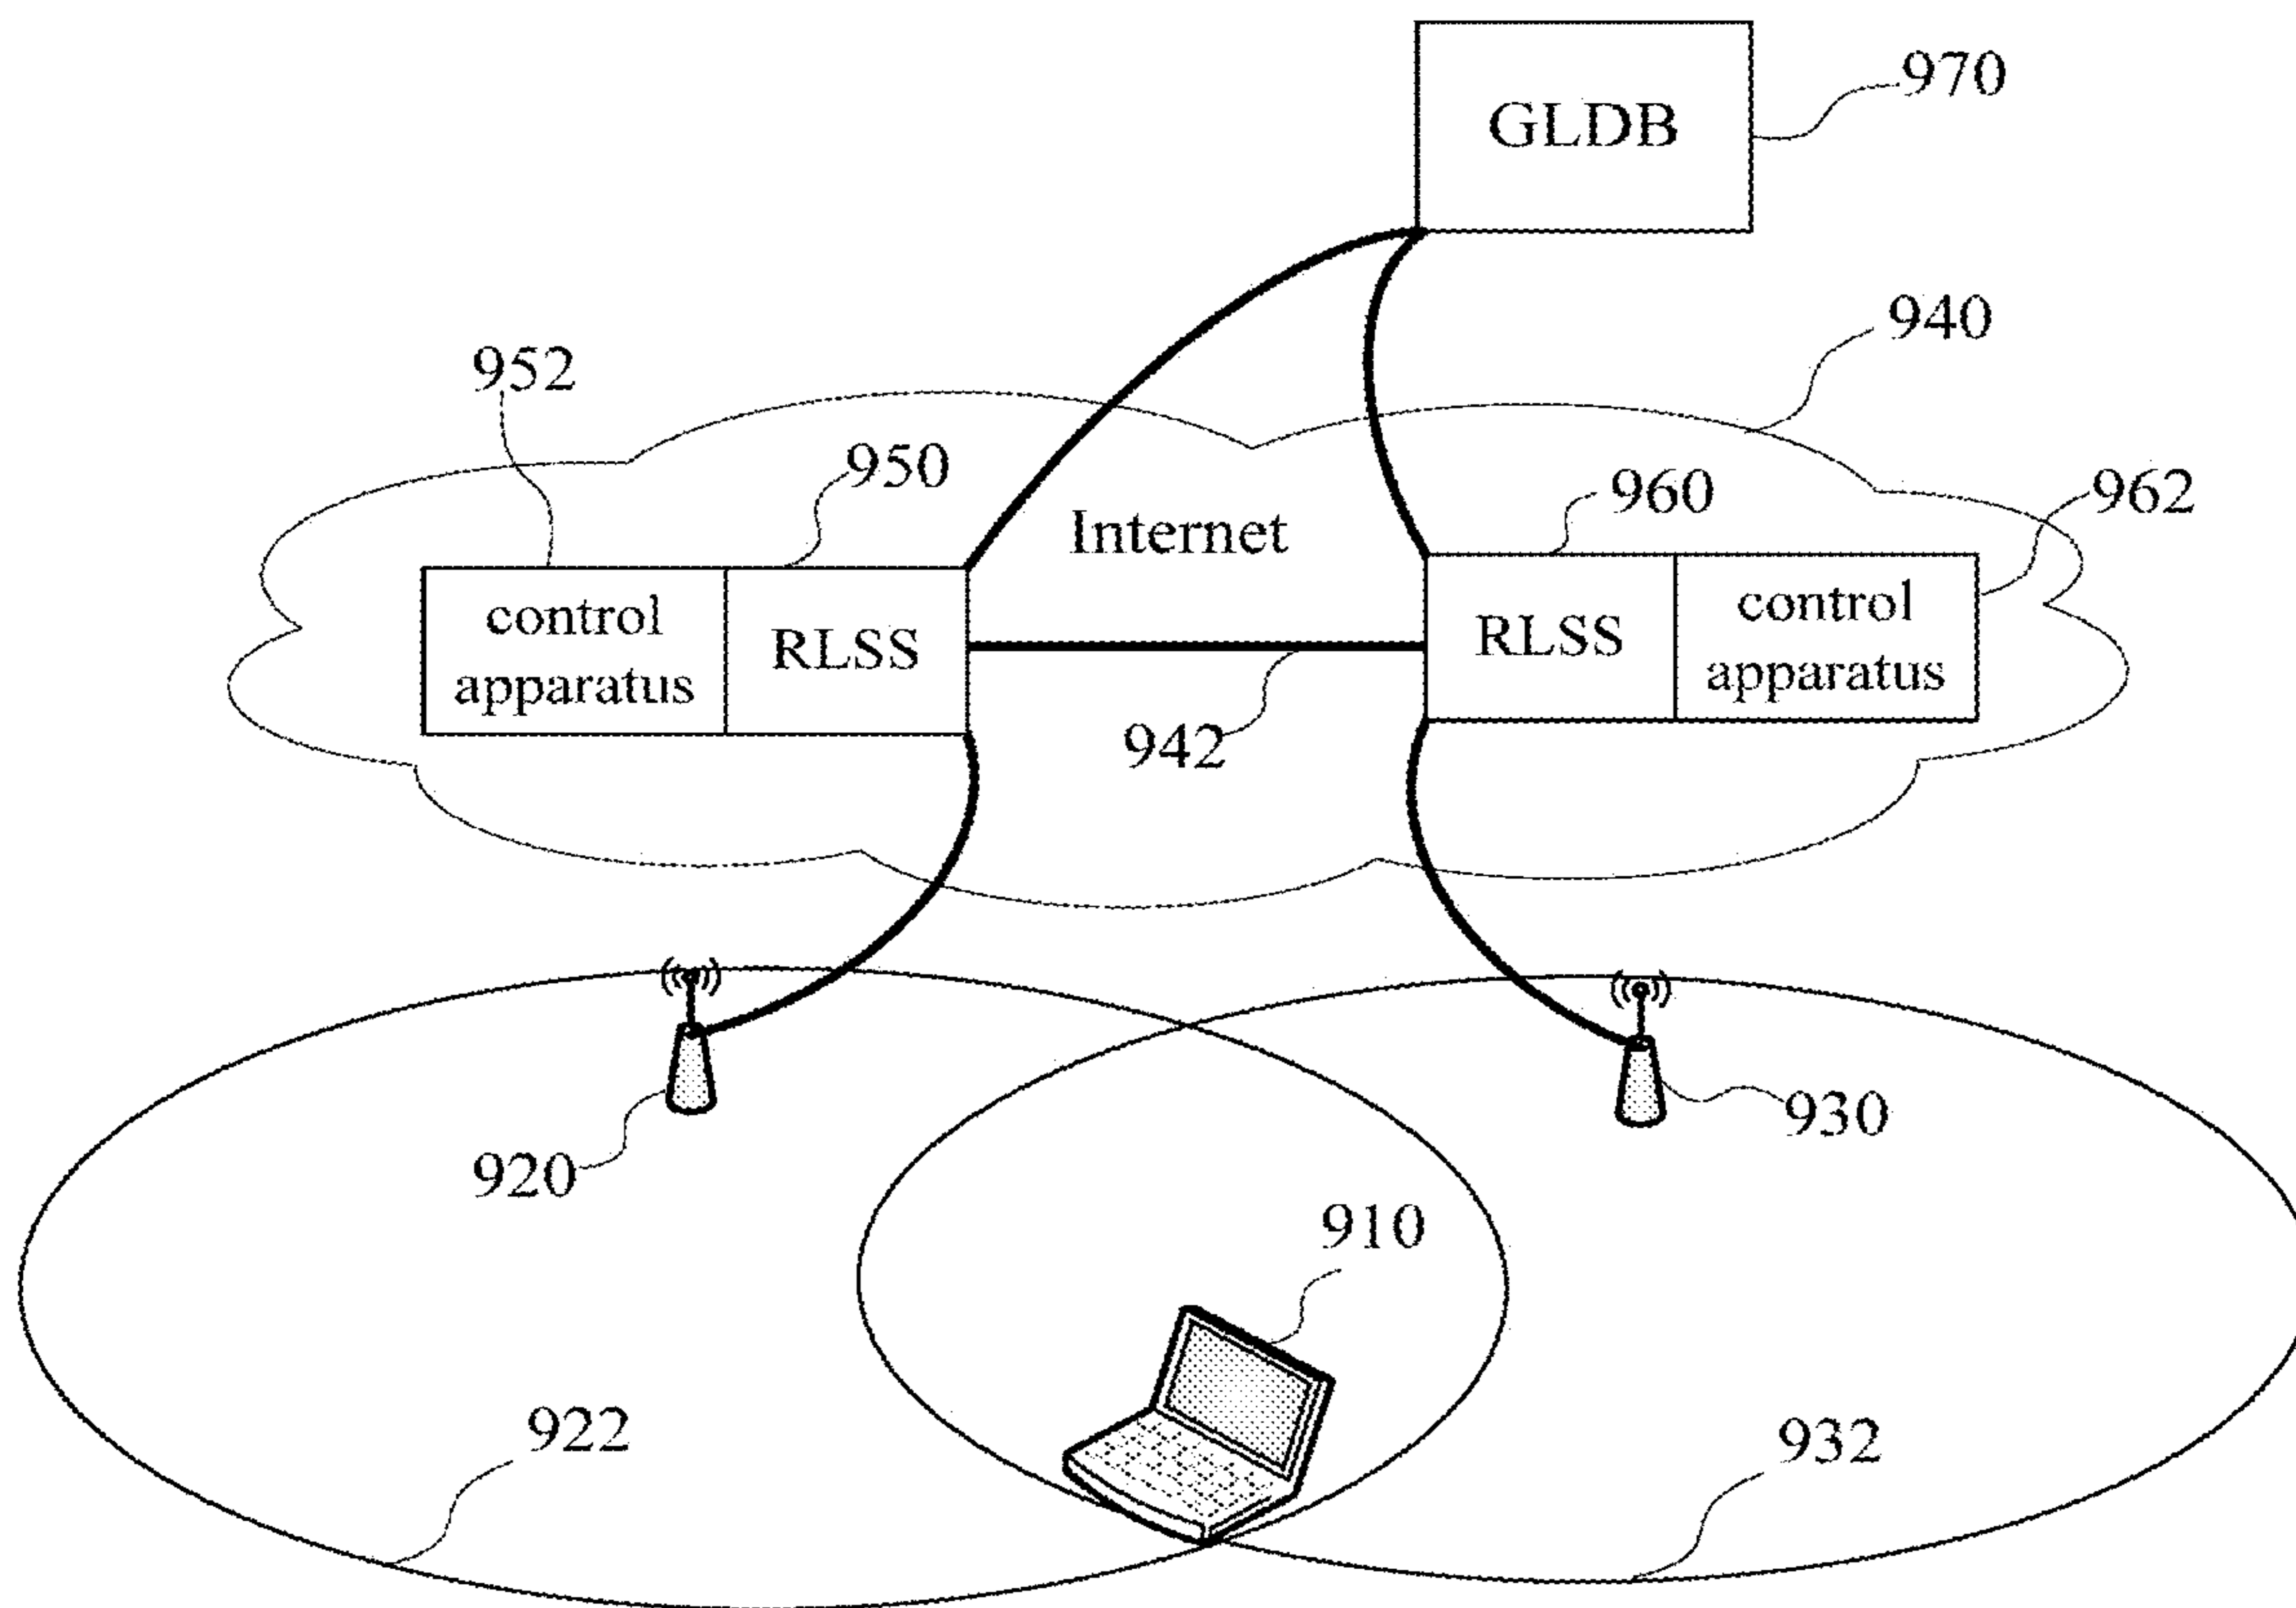 970
GLDB
940
952
950
960
962
Internet
control
apparatus
RLSS
RLSS
control
apparatus
942
920
930
910
922
932